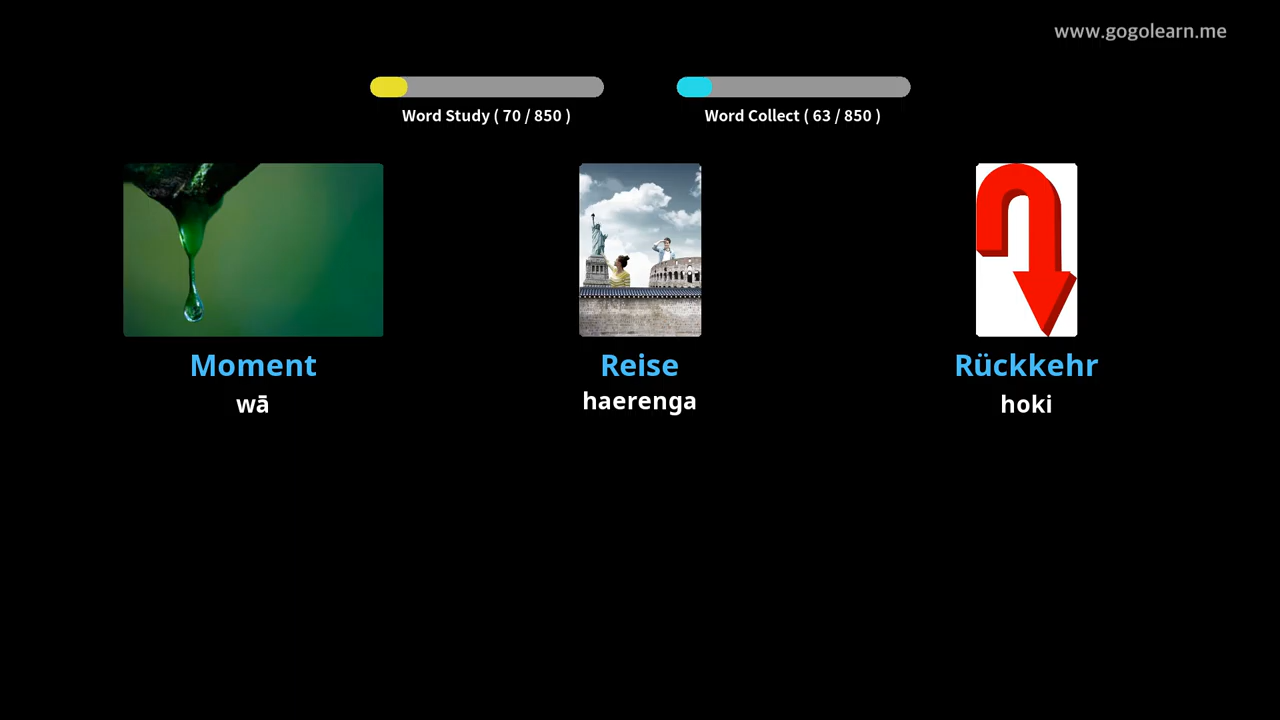 www.gogolearn.me
Word Study ( 70 / 850 )
Word Collect ( 63 / 850 )
Moment
wā
Reise
haerenga
Rückkehr
hoki